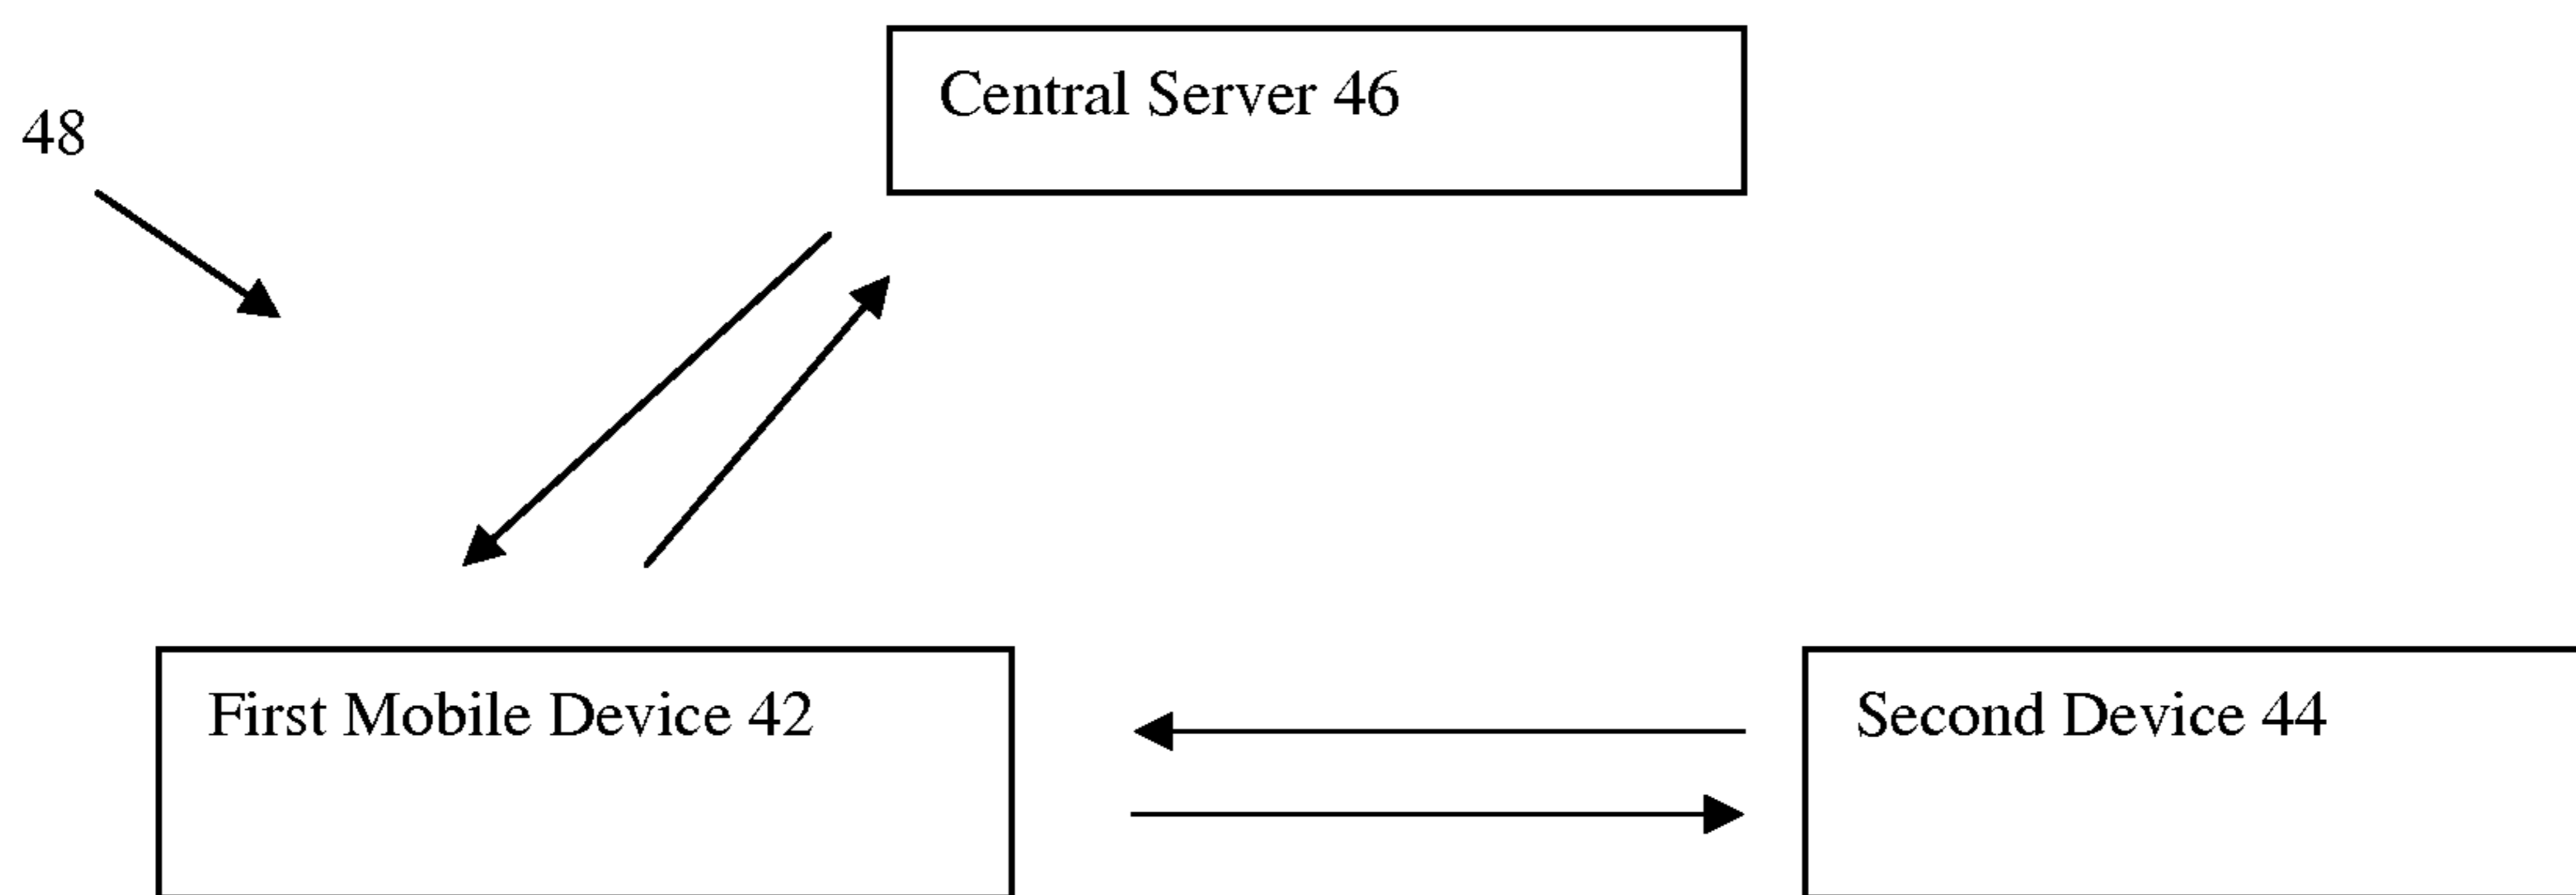 Central Server 46
48
First Mobile Device 42
Second Device 44